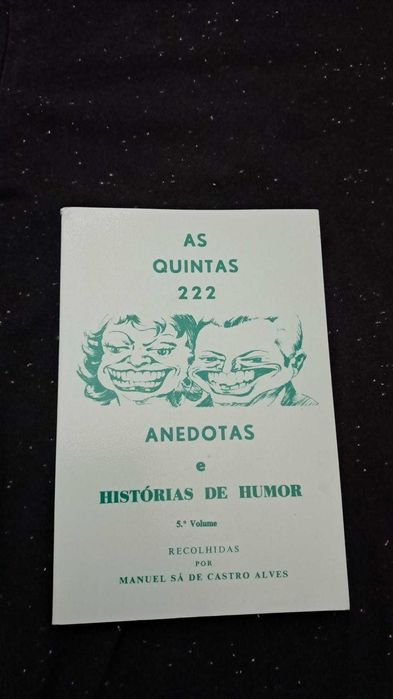 AS
QUINTAS
222
ANEDOTAS
e
HISTÓRIAS DE HUMOR
5.º Volume
RECOLHIDAS
POR
MANUEL SÁ DE CASTRO ALVES